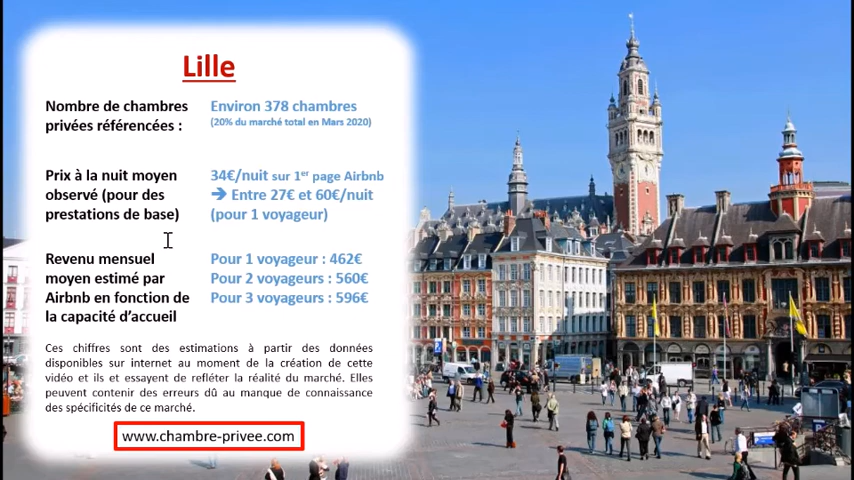 Lille
Nombre de chambres
privées référencées :
Environ 378 chambres
(20% du marché total en Mars 2020)
Prix à la nuit moyen
observé (pour des
prestations de base)
34€/nuit sur 1er page Airbnb
➔ Entre 27€ et 60€/nuit
(pour 1 voyageur)
Revenu mensuel
moyen estimé par
Airbnb en fonction de
la capacité d’accueil
Pour 1 voyageur : 462€
Pour 2 voyageurs : 560€
Pour 3 voyageurs : 596€
Ces chiffres sont des estimations à partir des données
disponibles sur internet au moment de la création de cette
vidéo et ils et essayent de refléter la réalité du marché. Elles
peuvent contenir des erreurs dû au manque de connaissance
des spécificités de ce marché.
www.chambre-privee.com